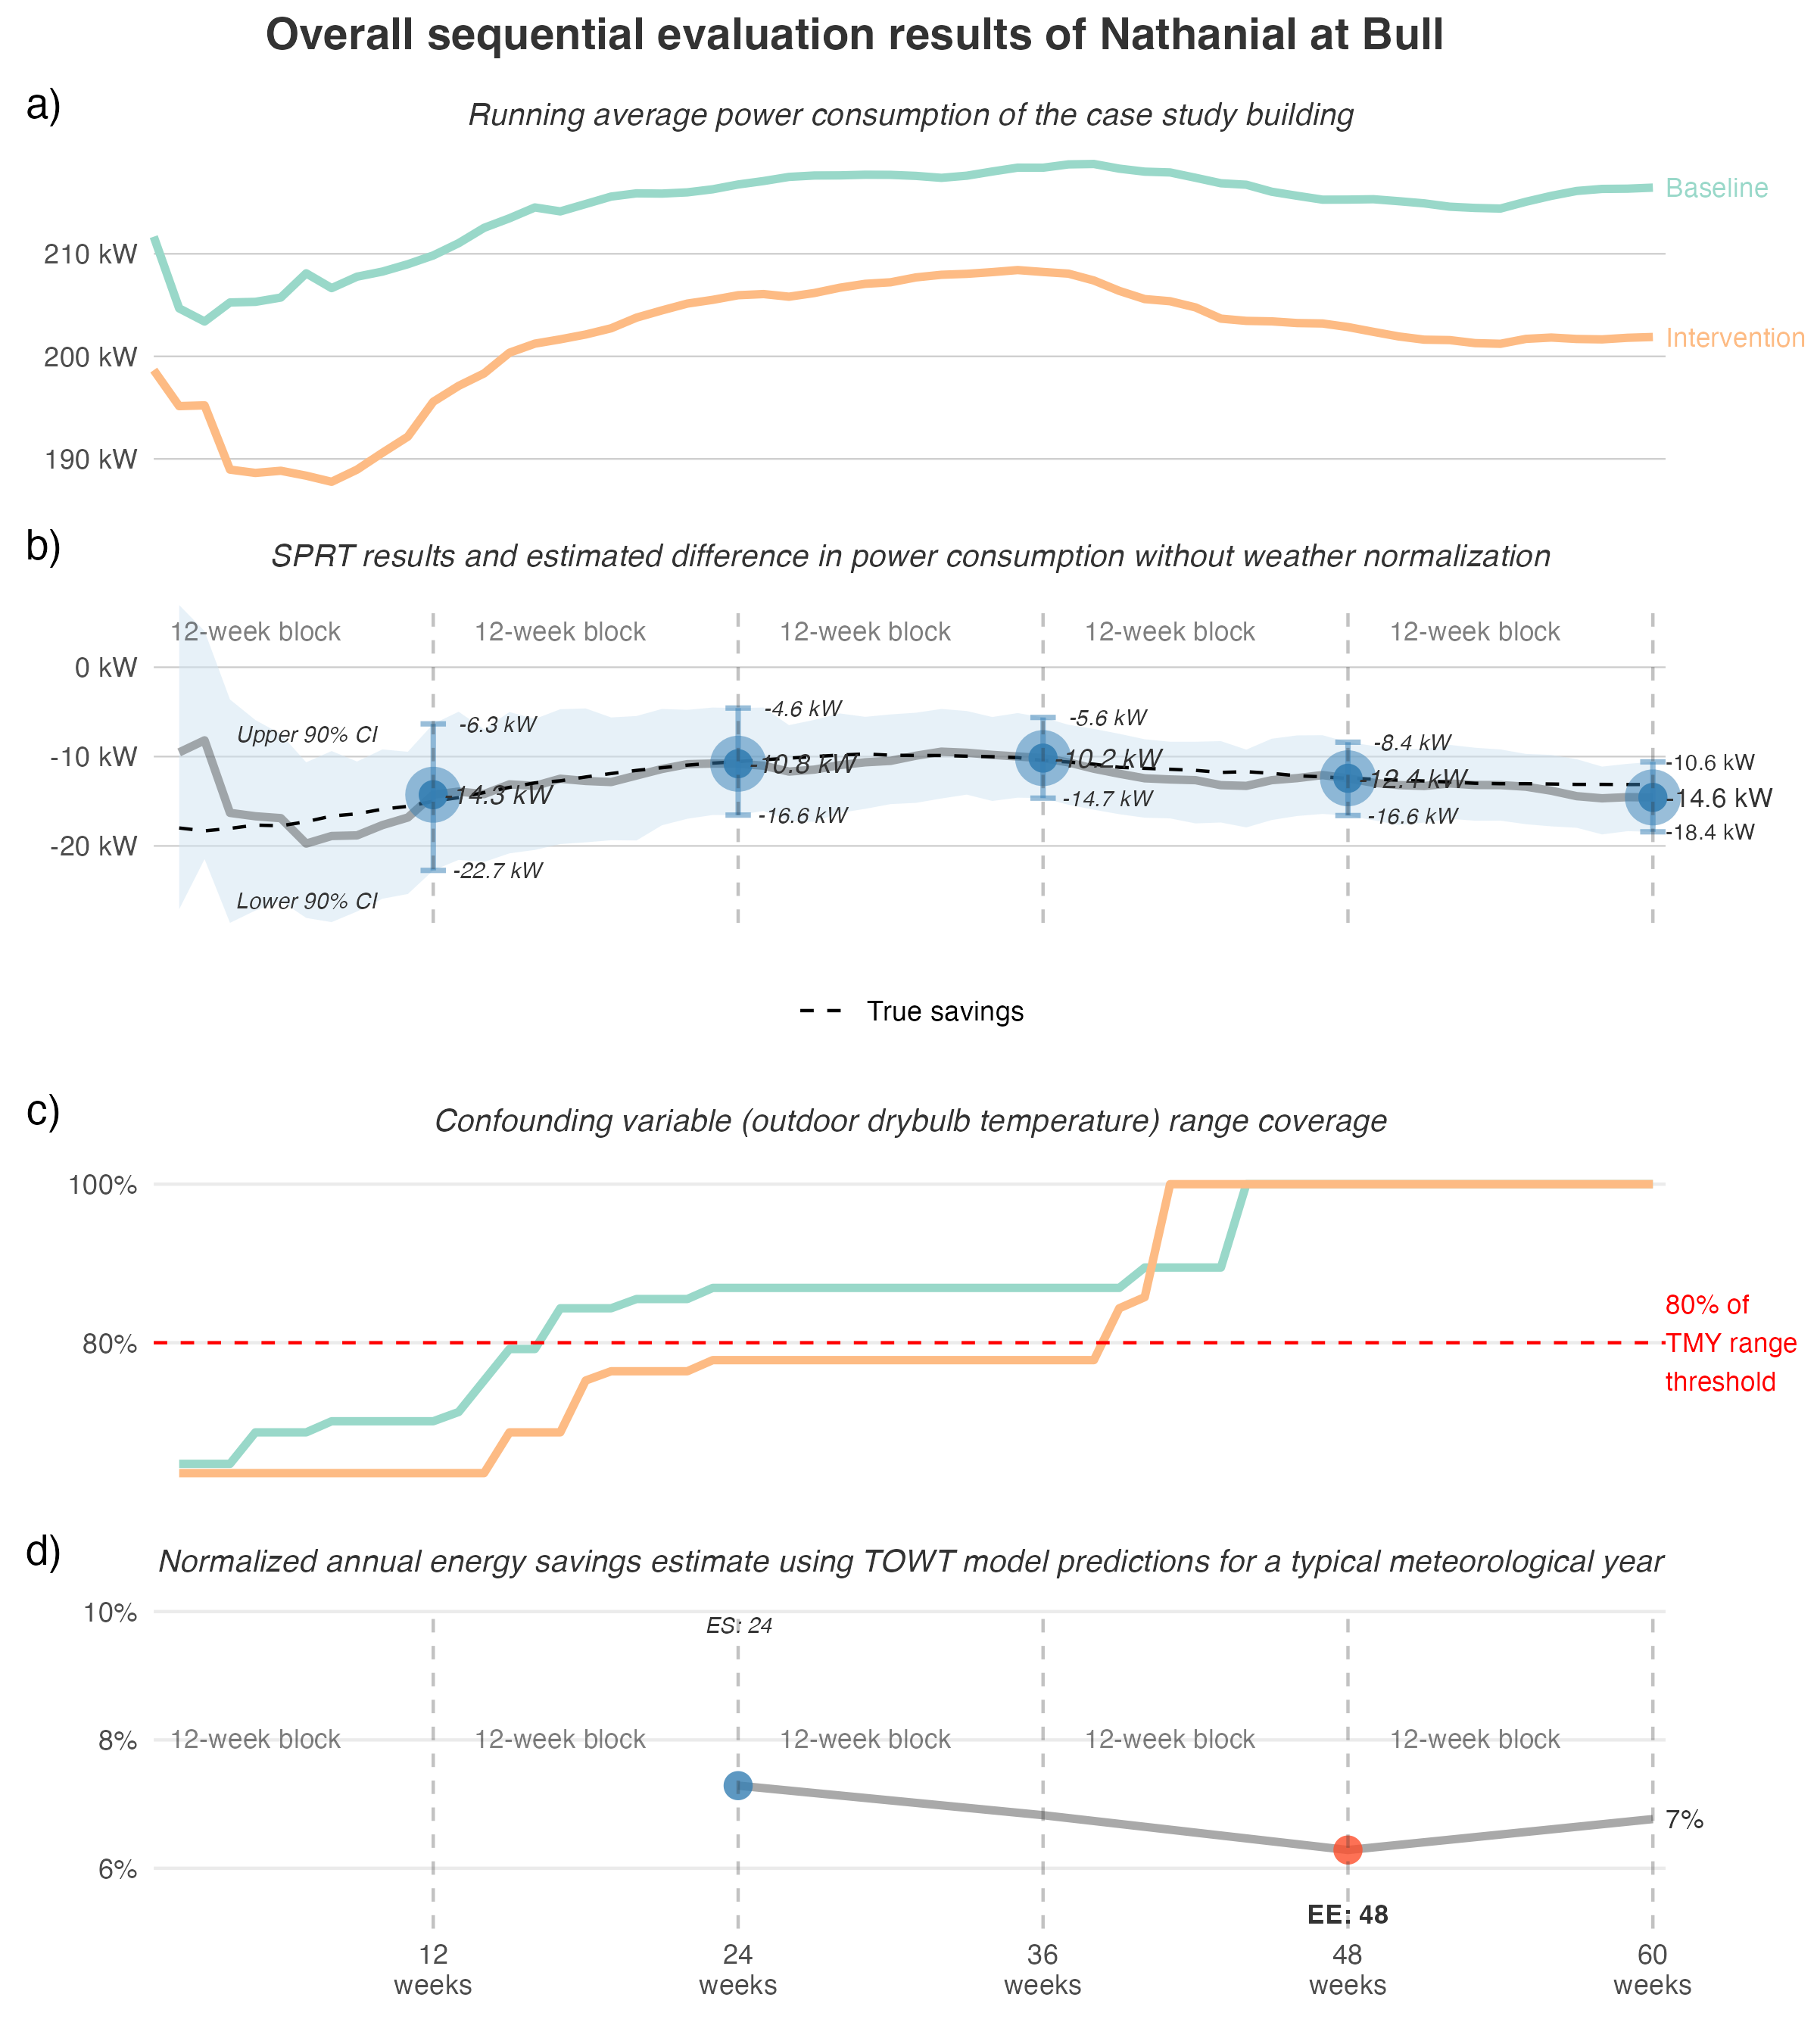 Overall sequential evaluation results of Nathanial at Bull
a)
Running average power consumption of the case study building
Baseline
210 kW
Intervention
200 kW
190 kW
b)
SPRT results and estimated difference in power consumption without weather normalization
12-week block 12-week block 12-week block 12-week block 12-week block
0 kW
-6.3 kW
-4.6 kW
-5.6 kW
Upper 90% CI
-8.4 kW
-10 kW
-10.8 kW
-10.2 kW
-10.6 kW
-12.4 kW
-14.3 kW
-14.6 kW
-14.7 kW
-16.6 kW
-16.6 kW
-18.4 kW
-20 kW
-22.7 kW
Lower 90% CI
True savings
c)
Confounding variable (outdoor drybulb temperature) range coverage
100%
80% of
TMY range
threshold
80%
d)
Normalized annual energy savings estimate using TOWT model predictions for a typical meteorological year
10%
ES: 24
8%
12-week block 12-week block 12-week block 12-week block 12-week block
7%
6%
EE: 48
12 24 36 48 60
weeks weeks weeks weeks weeks